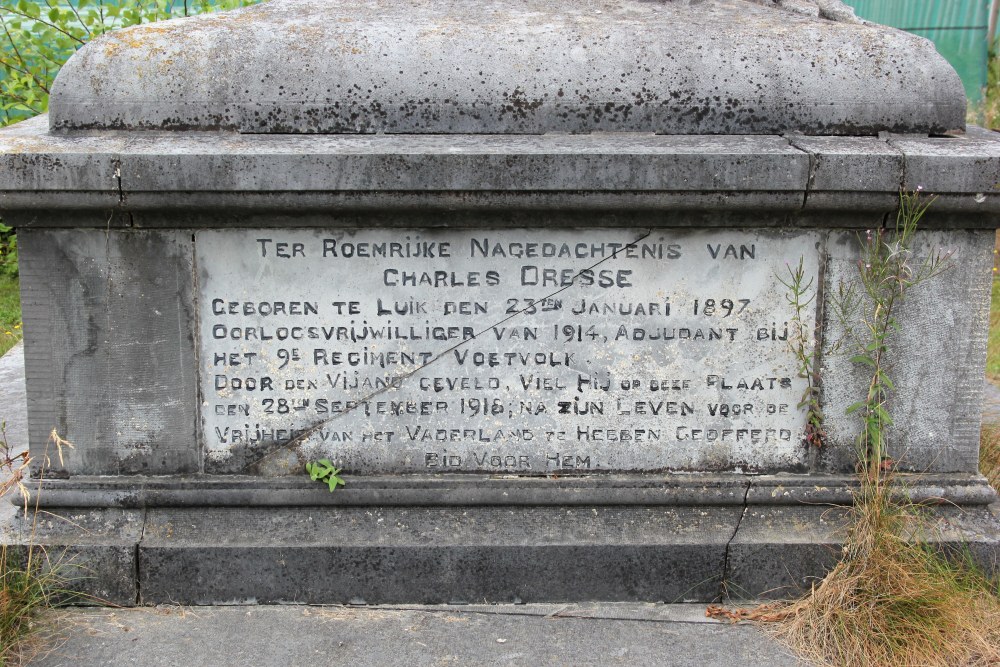 Ter Roemrijke Nagedachtenis van
Charles Dresse
Geboren te Luik den 23sten Januari 1897
Oorlogsvrijwilliger van 1914, Adjudant bij
het 9e Regiment Voetvolk.
Door den Vijand geveld, Viel Hij op deze Plaats
den 28sten September 1918; na zijn Leven voor de
Vrijheid van het Vaderland te Hebben Geofferd
Bid Voor Hem